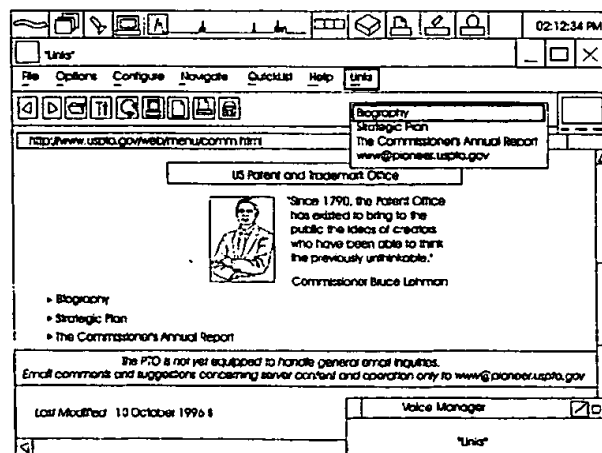 02:12:34 PM
"Links"
File Options Configure Navigate QuickList Help Links
Biography
Strategic Plan
The Commissioner's Annual Report
www@pioneer.uspto.gov
http://www.uspto.gov/web/menu/comm.html
US Patent and Trademark Office
"Since 1790, the Patent Office
has existed to bring to the
public the ideas of creators
who have been able to think
the previously unthinkable."
Commissioner Bruce Lehman
▸ Biography
▸ Strategic Plan
▸ The Commissioner's Annual Report
The PTO is not yet equipped to handle general email inquiries.
Email comments and suggestions concerning server content and operation only to www@pioneer.uspto.gov
Last Modified 10 October 1996
Voice Manager
"Links"